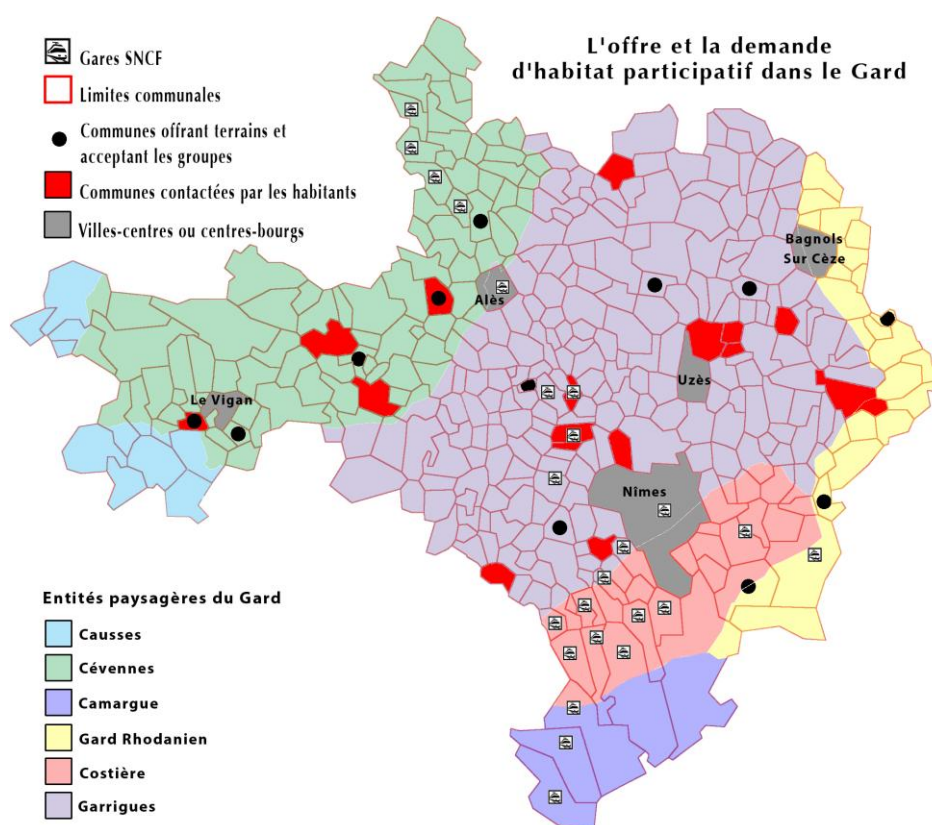 L'offre et la demande
d'habitat participatif dans le Gard
Gares SNCF
Limites communales
Communes offrant terrains et
acceptant les groupes
Communes contactées par les habitants
Villes-centres ou centres-bourgs
Bagnols
Sur Cèze
Alès
Uzès
Le Vigan
Nîmes
Entités paysagères du Gard
Causses
Cévennes
Camargue
Gard Rhodanien
Costière
Garrigues